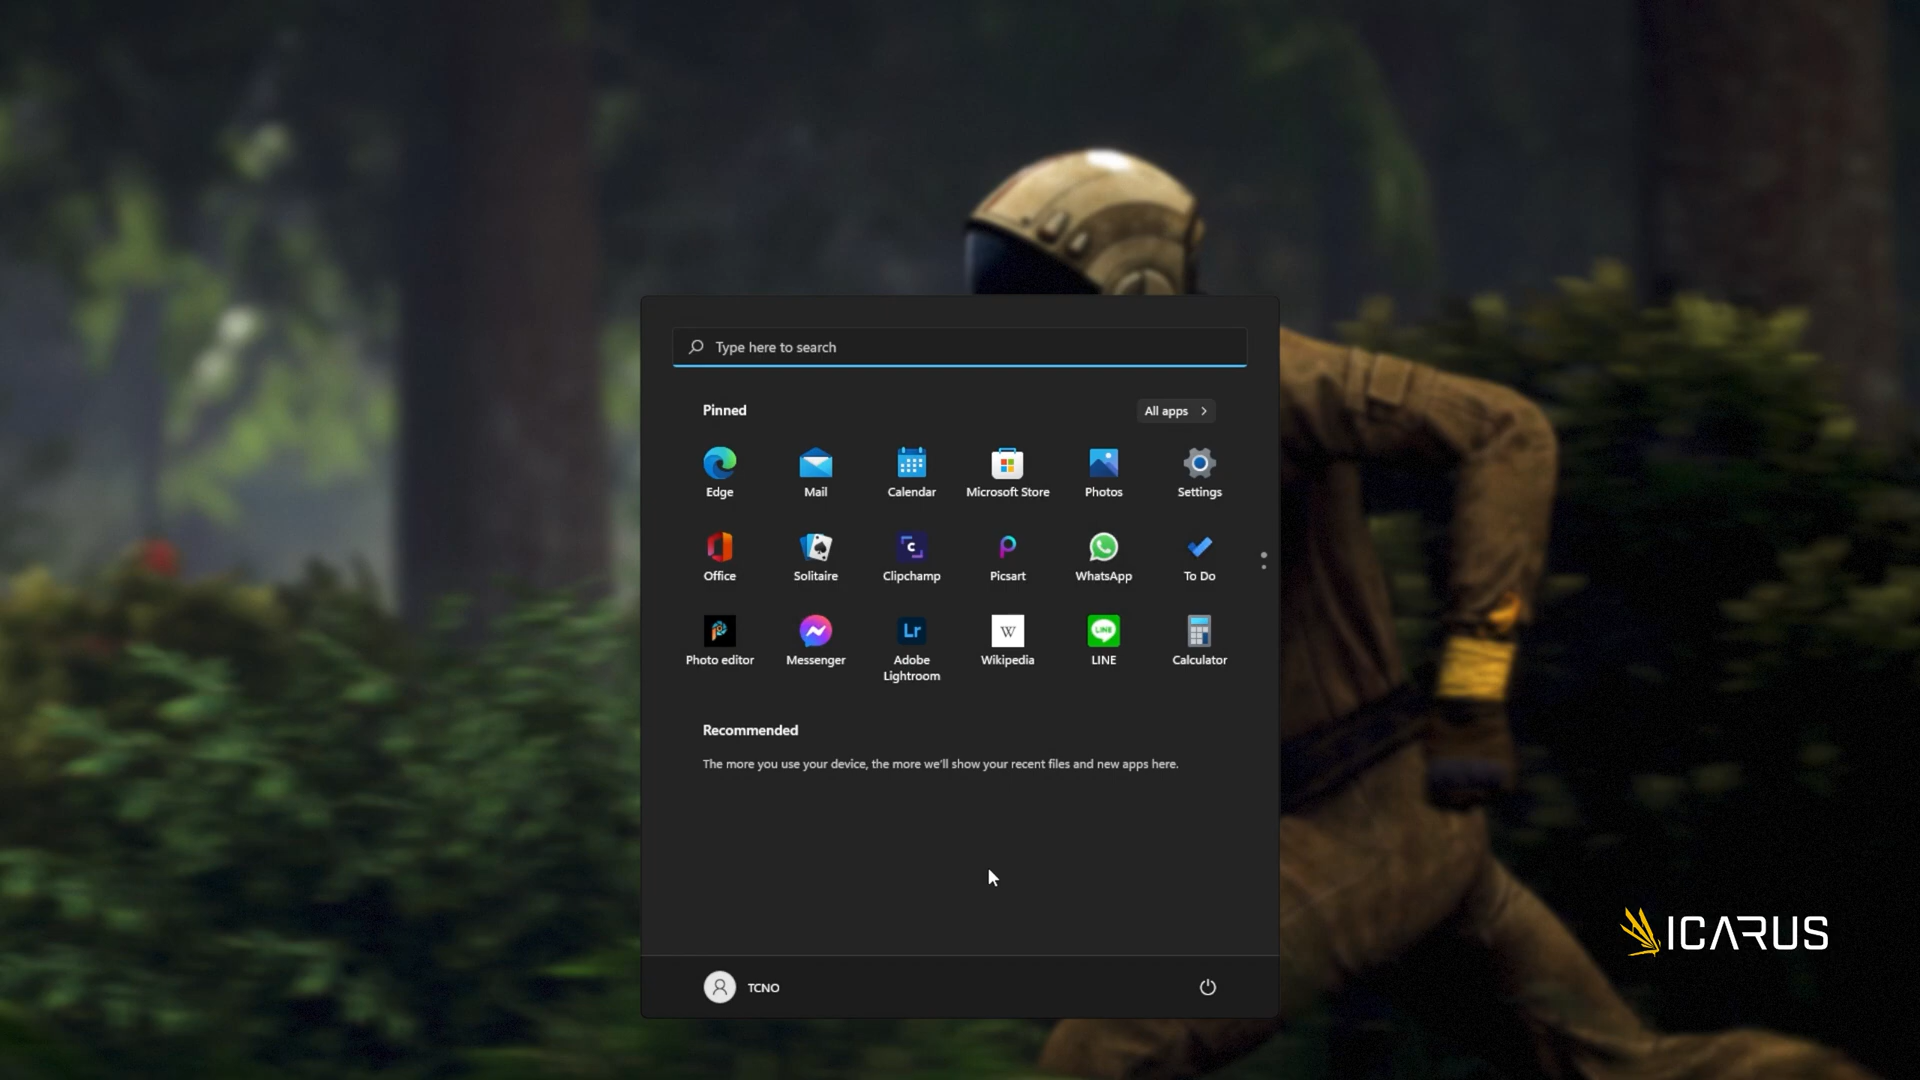 Type here to search
Pinned
All apps
Edge
Mail
Calendar
Microsoft Store
Photos
Settings
Office
Solitaire
Clipchamp
Picsart
WhatsApp
To Do
Photo editor
Messenger
Lr
Adobe
Lightroom
W
Wikipedia
LINE
LINE
Calculator
Recommended
The more you use your device, the more we'll show your recent files and new apps here.
ICARUS
TCNO